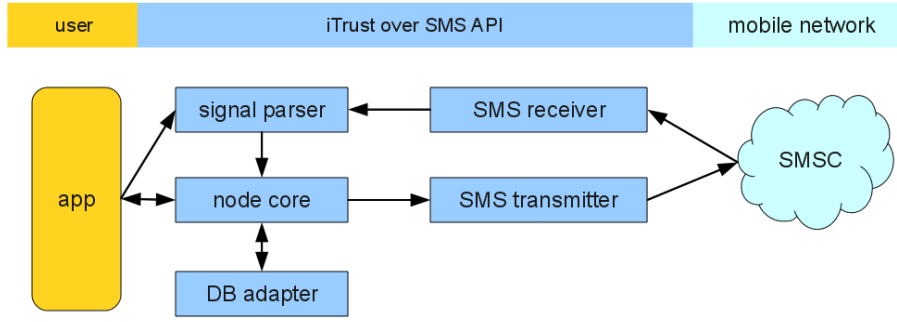 user
iTrust over SMS API
mobile network
signal parser
SMS receiver
SMSC
app
node core
SMS transmitter
DB adapter